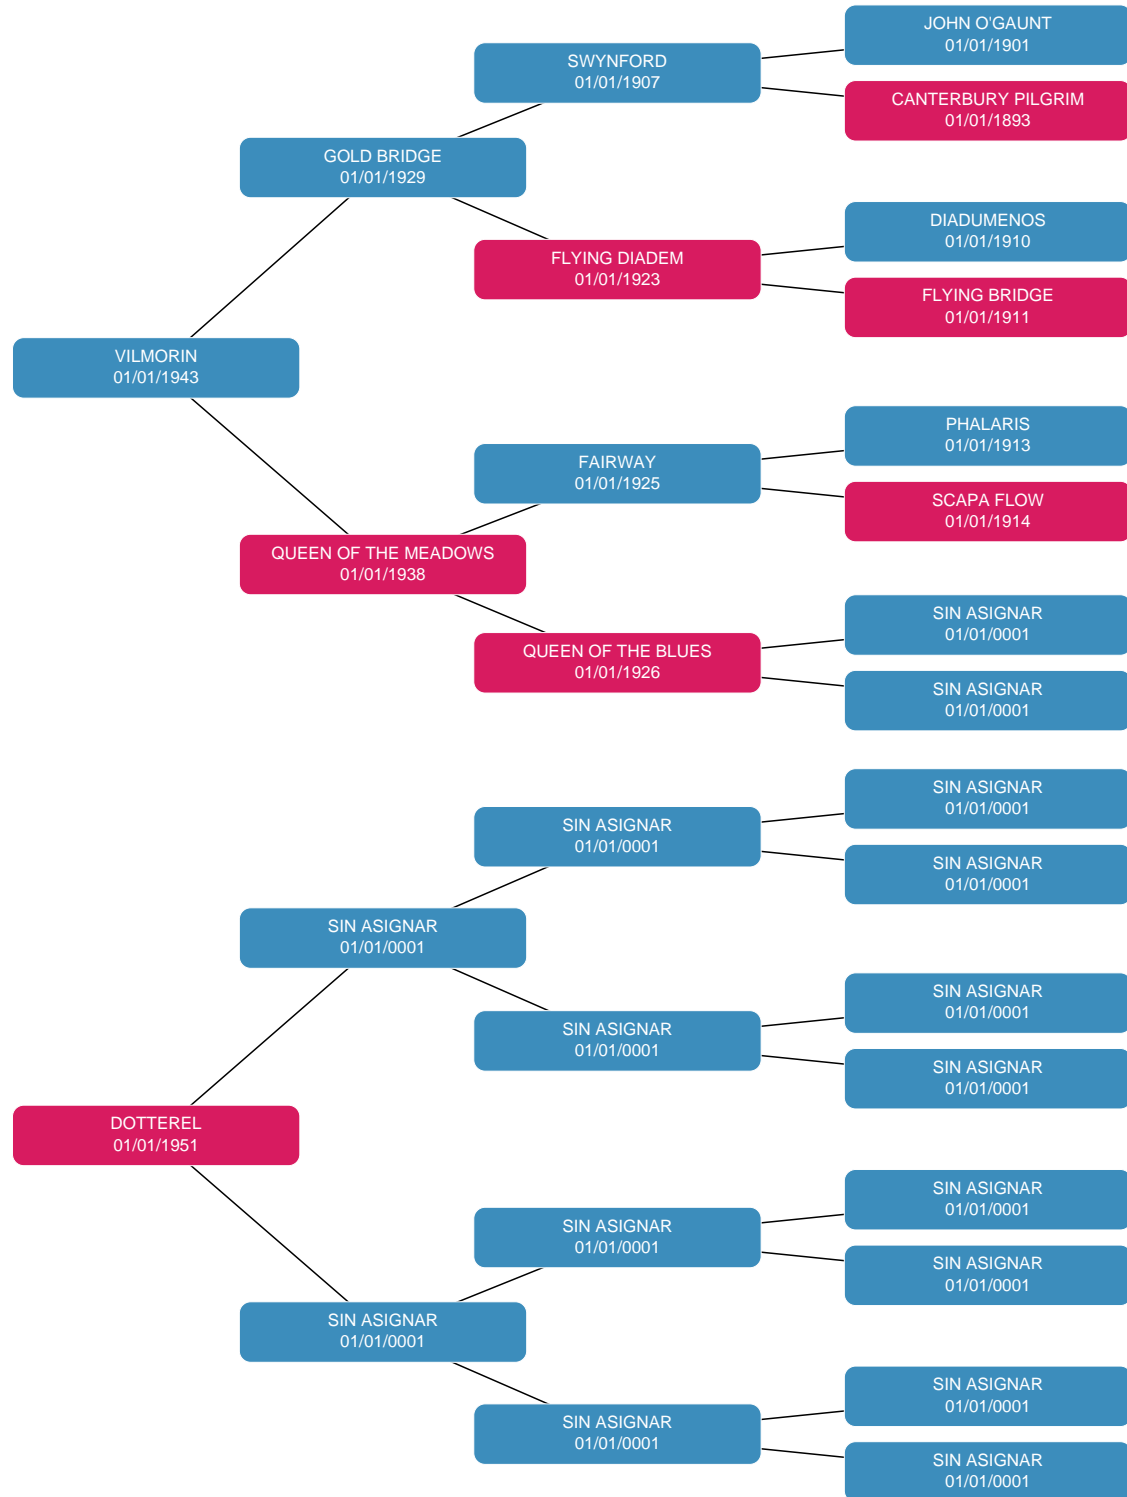 JOHN O'GAUNT
01/01/1901
SWYNFORD
01/01/1907
CANTERBURY PILGRIM
01/01/1893
GOLD BRIDGE
01/01/1929
DIADUMENOS
01/01/1910
FLYING DIADEM
01/01/1923
FLYING BRIDGE
01/01/1911
VILMORIN
01/01/1943
PHALARIS
01/01/1913
FAIRWAY
01/01/1925
SCAPA FLOW
01/01/1914
QUEEN OF THE MEADOWS
01/01/1938
SIN ASIGNAR
01/01/0001
QUEEN OF THE BLUES
01/01/1926
SIN ASIGNAR
01/01/0001
SIN ASIGNAR
01/01/0001
SIN ASIGNAR
01/01/0001
SIN ASIGNAR
01/01/0001
SIN ASIGNAR
01/01/0001
SIN ASIGNAR
01/01/0001
SIN ASIGNAR
01/01/0001
SIN ASIGNAR
01/01/0001
DOTTEREL
01/01/1951
SIN ASIGNAR
01/01/0001
SIN ASIGNAR
01/01/0001
SIN ASIGNAR
01/01/0001
SIN ASIGNAR
01/01/0001
SIN ASIGNAR
01/01/0001
SIN ASIGNAR
01/01/0001
SIN ASIGNAR
01/01/0001